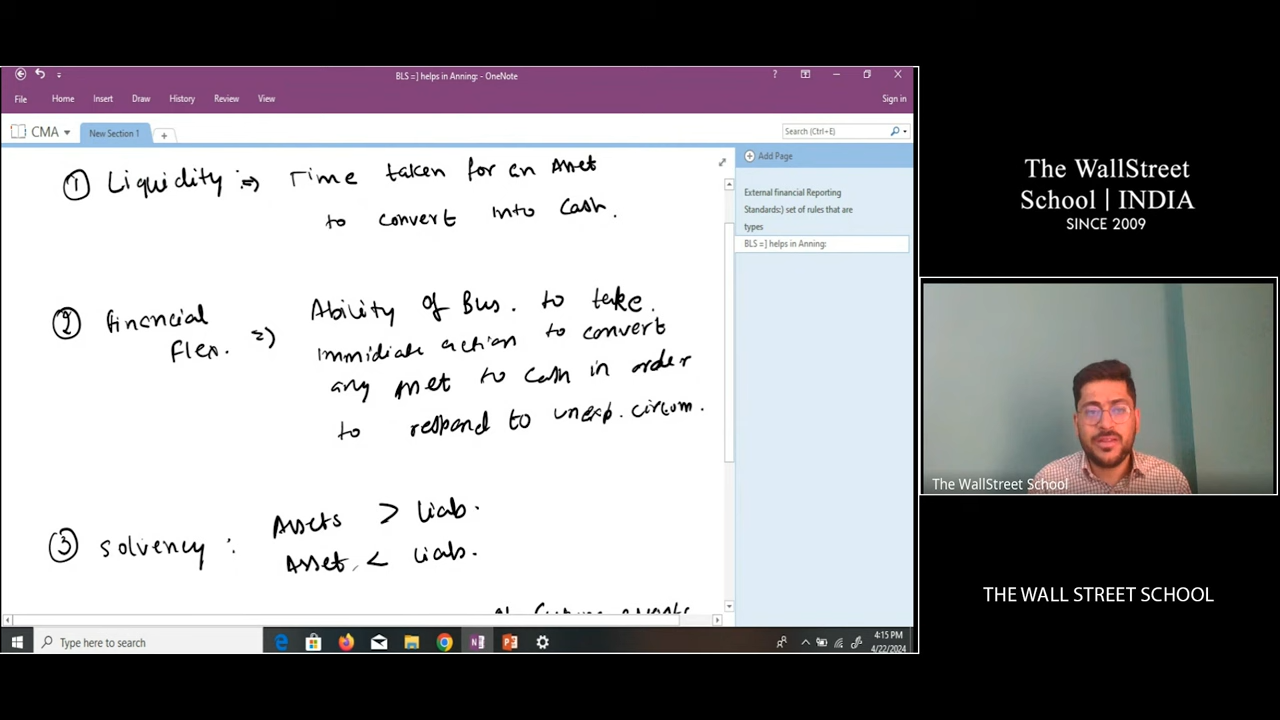 BLS =] helps in Anning: - OneNote
?
File
Home
Insert
Draw
History
Review
View
Sign in
CMA
New Section 1
Search (Ctrl+E)
① Liquidity :⇒ Time taken for an Asset
to convert into Cash.
② financial
flex. ⇒
Ability of Bus. to take
immidiate action to convert
any asset to cash in order
to respond to unexp. circum.
③ Solvency :
Assets > Liab.
Asset < Liab.
future events
Add Page
External financial Reporting
Standards:) set of rules that are
types
BLS =] helps in Anning:
Type here to search
4:15 PM
4/22/2024
The WallStreet
School | INDIA
SINCE 2009
The WallStreet School
THE WALL STREET SCHOOL